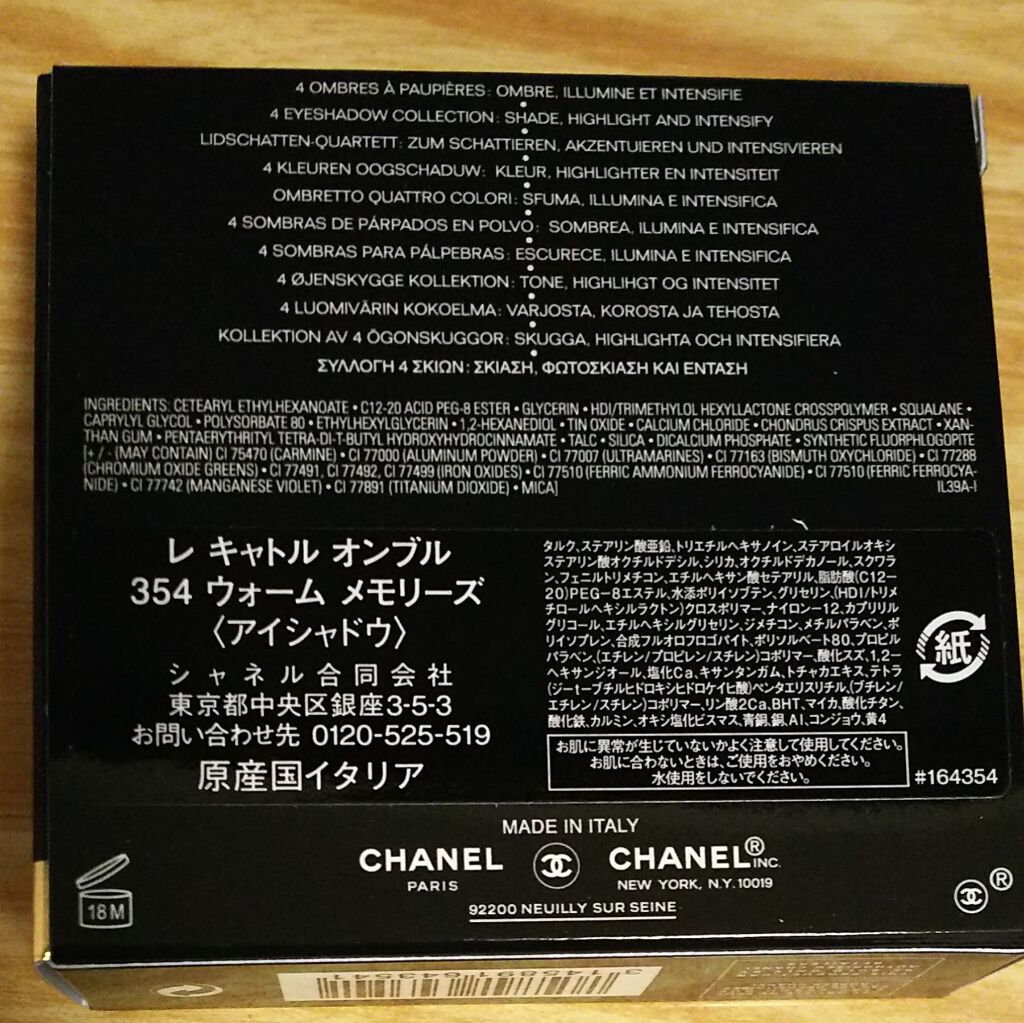 4 OMBRES À PAUPIÈRES: OMBRE, ILLUMINE ET INTENSIFIE
4 EYESHADOW COLLECTION: SHADE, HIGHLIGHT AND INTENSIFY
LIDSCHATTEN-QUARTETT: ZUM SCHATTIEREN, AKZENTUIEREN UND INTENSIVIEREN
4 KLEUREN OOGSCHADUW: KLEUR, HIGHLIGHTER EN INTENSITEIT
OMBRETTO QUATTRO COLORI: SFUMA, ILLUMINA E INTENSIFICA
4 SOMBRAS DE PÁRPADOS EN POLVO: SOMBREA, ILUMINA E INTENSIFICA
4 SOMBRAS PARA PÁLPEBRAS: ESCURECE, ILUMINA E INTENSIFICA
4 ØJENSKYGGE KOLLEKTION: TONE, HIGHLIHGT OG INTENSITET
4 LUOMIVÄRIN KOKOELMA: VARJOSTA, KOROSTA JA TEHOSTA
KOLLEKTION AV 4 ÖGONSKUGGOR: SKUGGA, HIGHLIGHTA OCH INTENSIFIERA
ΣΥΛΛΟΓΗ 4 ΣΚΙΩΝ: ΣΚΙΑΣΗ, ΦΩΤΟΣΚΙΑΣΗ ΚΑΙ ΕΝΤΑΣΗ
INGREDIENTS: CETEARYL ETHYLHEXANOATE • C12-20 ACID PEG-8 ESTER • GLYCERIN • HDI/TRIMETHYLOL HEXYLLACTONE CROSSPOLYMER • SQUALANE •
CAPRYLYL GLYCOL • POLYSORBATE 80 • ETHYLHEXYLGLYCERIN • 1,2-HEXANEDIOL • TIN OXIDE • CALCIUM CHLORIDE • CHONDRUS CRISPUS EXTRACT • XAN-
THAN GUM • PENTAERYTHRITYL TETRA-DI-T-BUTYL HYDROXYHYDROCINNAMATE • TALC • SILICA • DICALCIUM PHOSPHATE • SYNTHETIC FLUORPHLOGOPITE
[+ / - (MAY CONTAIN) CI 75470 (CARMINE) • CI 77000 (ALUMINUM POWDER) • CI 77007 (ULTRAMARINES) • CI 77163 (BISMUTH OXYCHLORIDE) • CI 77288
(CHROMIUM OXIDE GREENS) • CI 77491, CI 77492, CI 77499 (IRON OXIDES) • CI 77510 (FERRIC AMMONIUM FERROCYANIDE) • CI 77510 (FERRIC FERROCYA-
NIDE) • CI 77742 (MANGANESE VIOLET) • CI 77891 (TITANIUM DIOXIDE) • MICA] IL39A-I
レ キャトル オンブル
354 ウォーム メモリーズ
〈アイシャドウ〉
シャネル合同会社
東京都中央区銀座3-5-3
お問い合わせ先 0120-525-519
原産国イタリア
タルク、ステアリン酸亜鉛、トリエチルヘキサノイン、ステアロイルオキシ
ステアリン酸オクチルドデシル、シリカ、オクチルドデカノール、スクワラ
ン、フェニルトリメチコン、エチルヘキサン酸セテアリル、脂肪酸(C12-
20)PEG-8エステル、水添ポリイソブテン、グリセリン、(HDI/トリメ
チロールヘキシルラクトン)クロスポリマー、ナイロン-12、カプリリル
グリコール、エチルヘキシルグリセリン、ジメチコン、メチルパラベン、ポ
リイソプレン、合成フルオロフロゴパイト、ポリソルベート80、プロピル
パラベン、(エチレン/プロピレン/スチレン)コポリマー、酸化スズ、1,2-
ヘキサンジオール、塩化Ca、キサンタンガム、トチャカエキス、テトラ
(ジーt-ブチルヒドロキシヒドロケイヒ酸)ペンタエリスリチル、(ブチレン/
エチレン/スチレン)コポリマー、リン酸2Ca、BHT、マイカ、酸化チタン、
酸化鉄、カルミン、オキシ塩化ビスマス、青銅、銅、Al、コンジョウ、黄4
お肌に異常が生じていないかよく注意して使用してください。
お肌に合わないときは、ご使用をおやめください。
水使用をしないでください。
紙
#164354
MADE IN ITALY
CHANEL CHANEL® INC.
PARIS NEW YORK, N.Y. 10019
92200 NEUILLY SUR SEINE
18M
®
3145891643541